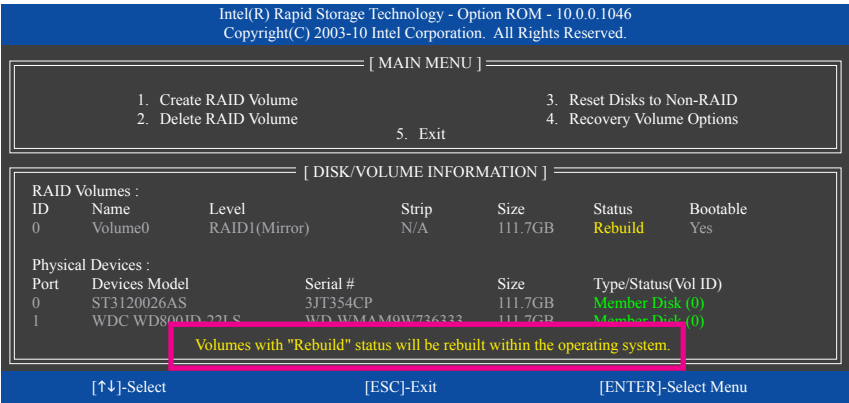 Intel(R) Rapid Storage Technology - Option ROM - 10.0.0.1046
Copyright(C) 2003-10 Intel Corporation. All Rights Reserved.
[ MAIN MENU ]
1. Create RAID Volume 3. Reset Disks to Non-RAID
2. Delete RAID Volume 4. Recovery Volume Options
5. Exit
[ DISK/VOLUME INFORMATION ]
RAID Volumes :
ID Name Level Strip Size Status Bootable
0 Volume0 RAID1(Mirror) N/A 111.7GB Rebuild Yes
Physical Devices :
Port Devices Model Serial # Size Type/Status(Vol ID)
0 ST3120026AS 3JT354CP 111.7GB Member Disk (0)
1 WDC WD800JD-22LS WD-WMAM9W736333 111.7GB Member Disk (0)
Volumes with "Rebuild" status will be rebuilt within the operating system.
[↑↓]-Select [ESC]-Exit [ENTER]-Select Menu